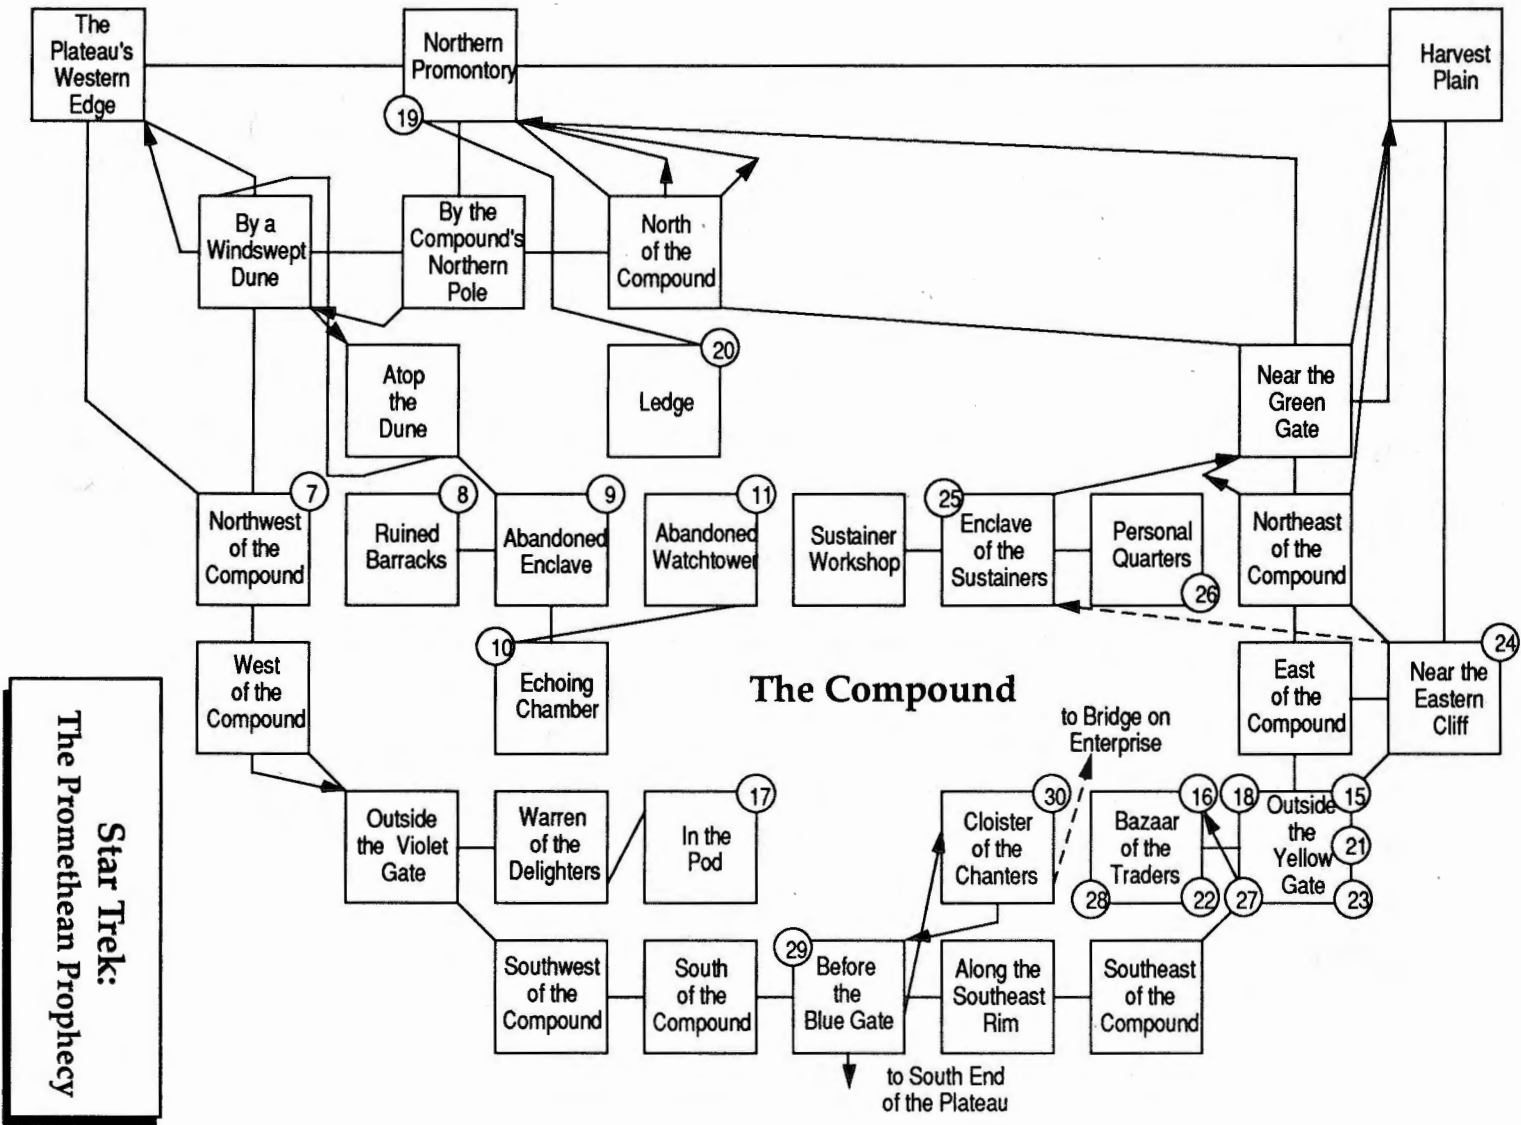 The
Plateau's
Western
Edge
Northern
Promontory
Harvest
Plain
19
By a
Windswept
Dune
By the
Compound's
Northern
Pole
North
of the
Compound
Atop
the
Dune
20
Ledge
Near the
Green
Gate
7
Northwest
of the
Compound
8
Ruined
Barracks
9
Abandoned
Enclave
11
Abandoned
Watchtower
Sustainer
Workshop
25
Enclave
of the
Sustainers
Personal
Quarters
26
Northeast
of the
Compound
West
of the
Compound
10
Echoing
Chamber
The Compound
to Bridge on
Enterprise
East
of the
Compound
24
Near the
Eastern
Cliff
Star Trek:
The Promethean Prophecy
Outside
the Violet
Gate
Warren
of the
Delighters
17
In the
Pod
30
Cloister
of the
Chanters
16
Bazaar
of the
Traders
28
22
18
15
Outside
the
Yellow
Gate
21
27
23
Southwest
of the
Compound
South
of the
Compound
29
Before
the
Blue Gate
Along the
Southeast
Rim
Southeast
of the
Compound
to South End
of the Plateau